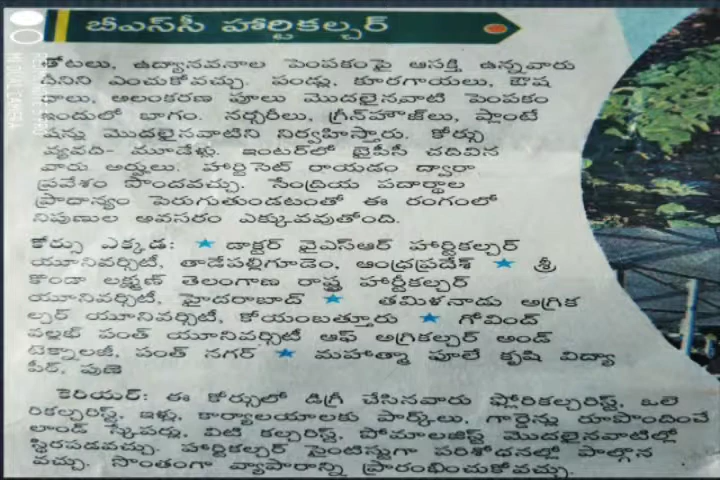 బీఎస్‌సీ హార్టికల్చర్
తోటలు, ఉద్యానవనాల పెంపకంపై ఆసక్తి ఉన్నవారు
దీనిని ఎంచుకోవచ్చు. పండ్లు, కూరగాయలు, ఔష
ధాలు, అలంకరణ పూలు మొదలైనవాటి పెంపకం
ఇందులో భాగం. నర్సరీలు, గ్రీన్‌హౌజ్‌లు, ప్లాంటే
షన్లు మొదలైనవాటిని నిర్వహిస్తారు. కోర్సు
వ్యవధి- మూడేళ్లు. ఇంటర్‌లో బైపీసీ చదివిన
వారు అర్హులు. హార్టిసెట్ రాయడం ద్వారా
ప్రవేశం పొందవచ్చు. సేంద్రియ పదార్థాల
ప్రాధాన్యం పెరుగుతుండటంతో ఈ రంగంలో
నిపుణుల అవసరం ఎక్కువవుతోంది.
కోర్సు ఎక్కడ: ★ డాక్టర్ వైఎస్ఆర్ హార్టికల్చర్
యూనివర్సిటీ, తాడేపల్లిగూడెం, ఆంధ్రప్రదేశ్ ★ శ్రీ
కొండా లక్ష్మణ్ తెలంగాణ రాష్ట్ర హార్టీకల్చర్
యూనివర్సిటీ, హైదరాబాద్ ★ తమిళనాడు అగ్రిక
ల్చర్ యూనివర్సిటీ, కోయంబత్తూరు ★ గోవింద్
వల్లభ్ పంత్ యూనివర్సిటీ ఆఫ్ అగ్రికల్చర్ అండ్
టెక్నాలజీ, పంత్ నగర్ ★ మహాత్మా ఫూలే కృషి విద్యా
పీఠ్, పుణె
కెరియర్: ఈ కోర్సులో డిగ్రీ చేసినవారు ఫ్లోరికల్చరిస్ట్, ఒలె
రికల్చరిస్ట్, ఇళ్లు, కార్యాలయాలకు పార్క్‌లు, గార్డెన్లు రూపొందించే
లాండ్ స్కేపర్లు, విటి కల్చరిస్ట్, పోమాలజిస్ట్ మొదలైనవాటిల్లో
స్థిరపడవచ్చు. హార్టికల్చర్ సైంటిస్టుగా పరిశోధనల్లో పాల్గొన
వచ్చు. సొంతంగా వ్యాపారాన్ని ప్రారంభించుకోవచ్చు.